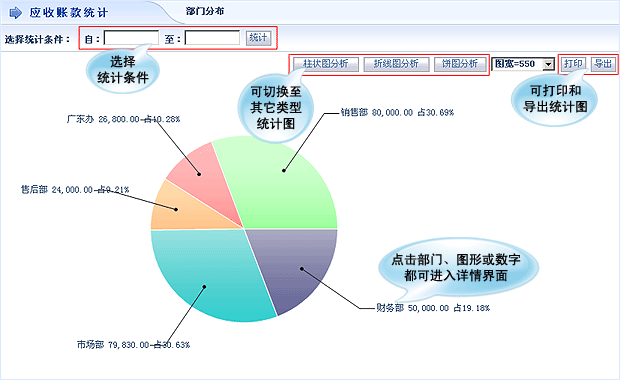 应收账款统计 部门分布
选择统计条件： 自： 至： 统计
选择
统计条件
柱状图分析 折线图分析 饼图分析 图宽=550 打印 导出
可切换至
其它类型
统计图
可打印和
导出统计图
广东办 26,800.00 占10.28%
销售部 80,000.00 占30.69%
售后部 24,000.00 占9.21%
点击部门、图形或数字
都可进入详情界面
财务部 50,000.00 占19.18%
市场部 79,830.00 占30.63%